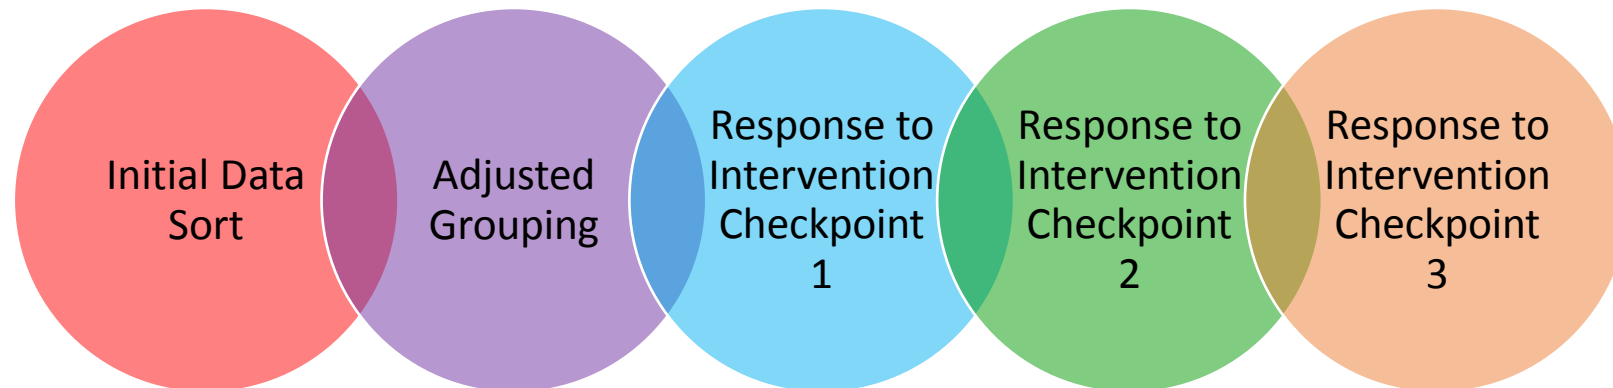 Initial Data
Sort
Adjusted
Grouping
Response to
Intervention
Checkpoint
1
Response to
Intervention
Checkpoint
2
Response to
Intervention
Checkpoint
3